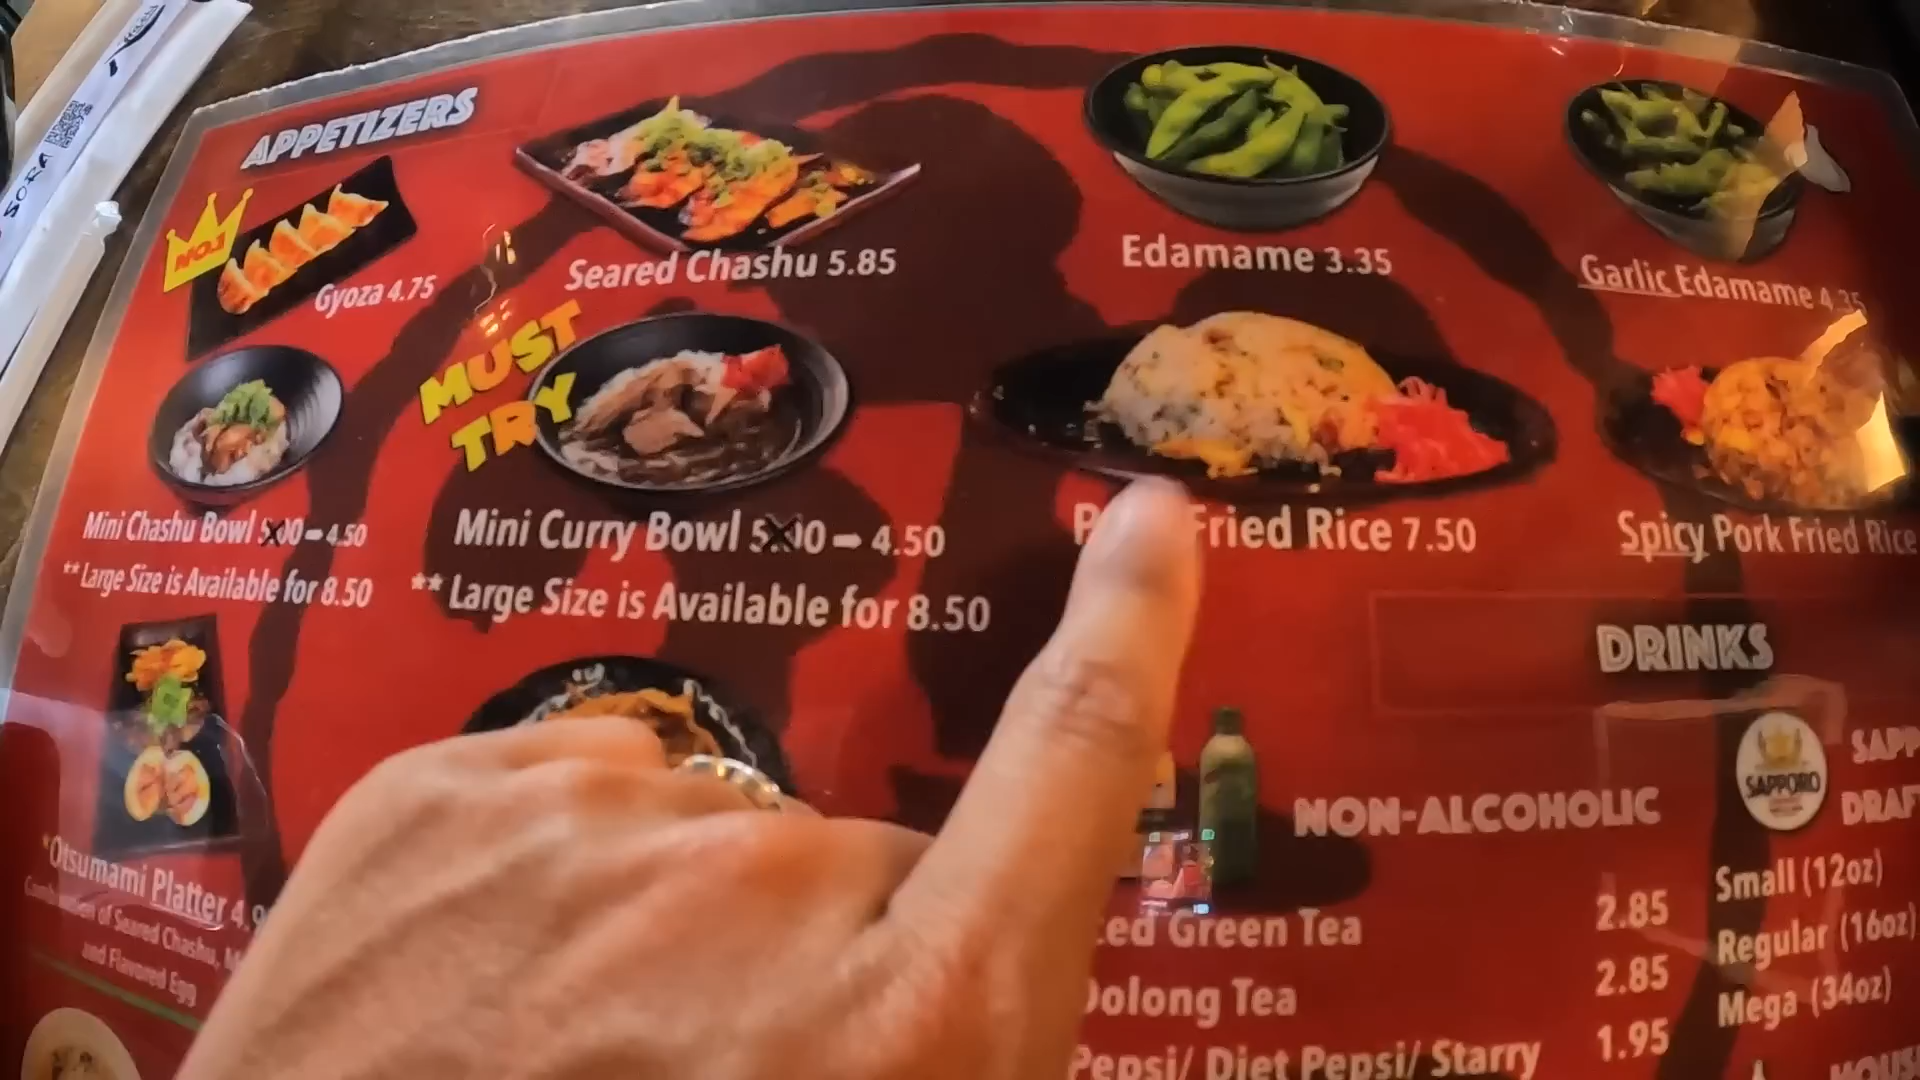 APPETIZERS
NO.1
Gyoza 4.75
Seared Chashu 5.85
Edamame 3.35
Garlic Edamame 4.35
MUST
TRY
Mini Chashu Bowl 5.00 – 4.50
** Large Size is Available for 8.50
Mini Curry Bowl 5.00 – 4.50
** Large Size is Available for 8.50
Fried Rice 7.50
Spicy Pork Fried Rice
*Otsumami Platter 4.9
of Seared Chashu,
and Flavored Egg
DRINKS
NON-ALCOHOLIC
ced Green Tea 2.85
Oolong Tea 2.85
Pepsi/ Diet Pepsi/ Starry 1.95
SAPPORO
SAPP
DRAF
Small (12oz)
Regular (16oz)
Mega (34oz)
SORA